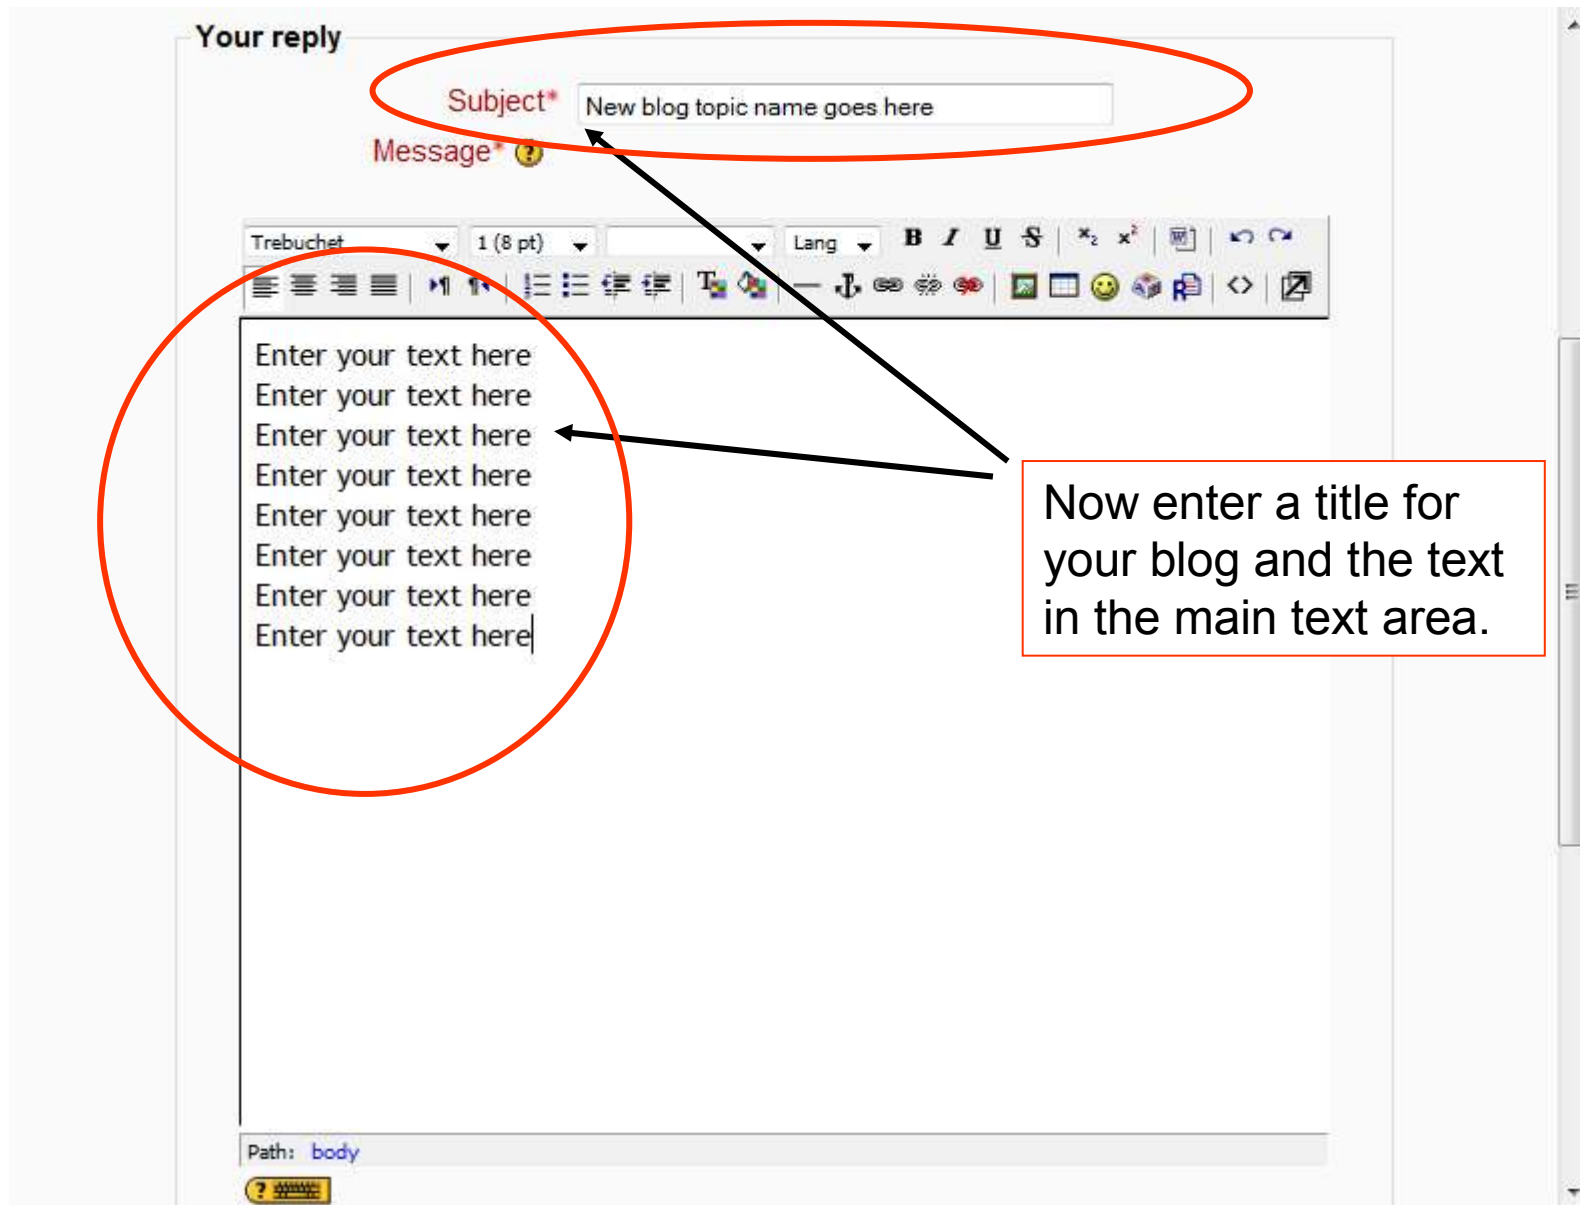 Your reply
Subject* New blog topic name goes here
Message*
Trebuchet 1 (8 pt) Lang B I U S x₂ x²
Enter your text here
Enter your text here
Enter your text here
Enter your text here
Enter your text here
Enter your text here
Enter your text here
Enter your text here
Now enter a title for
your blog and the text
in the main text area.
Path: body